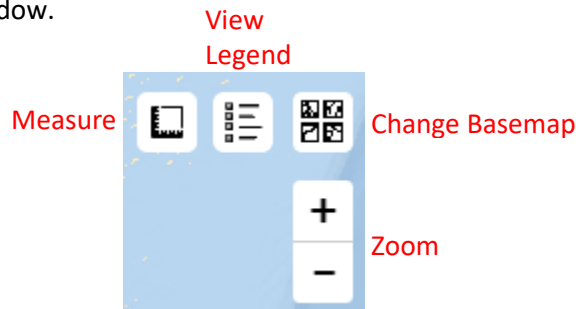 dow.
View
Legend
Measure
Change Basemap
+
Zoom
−